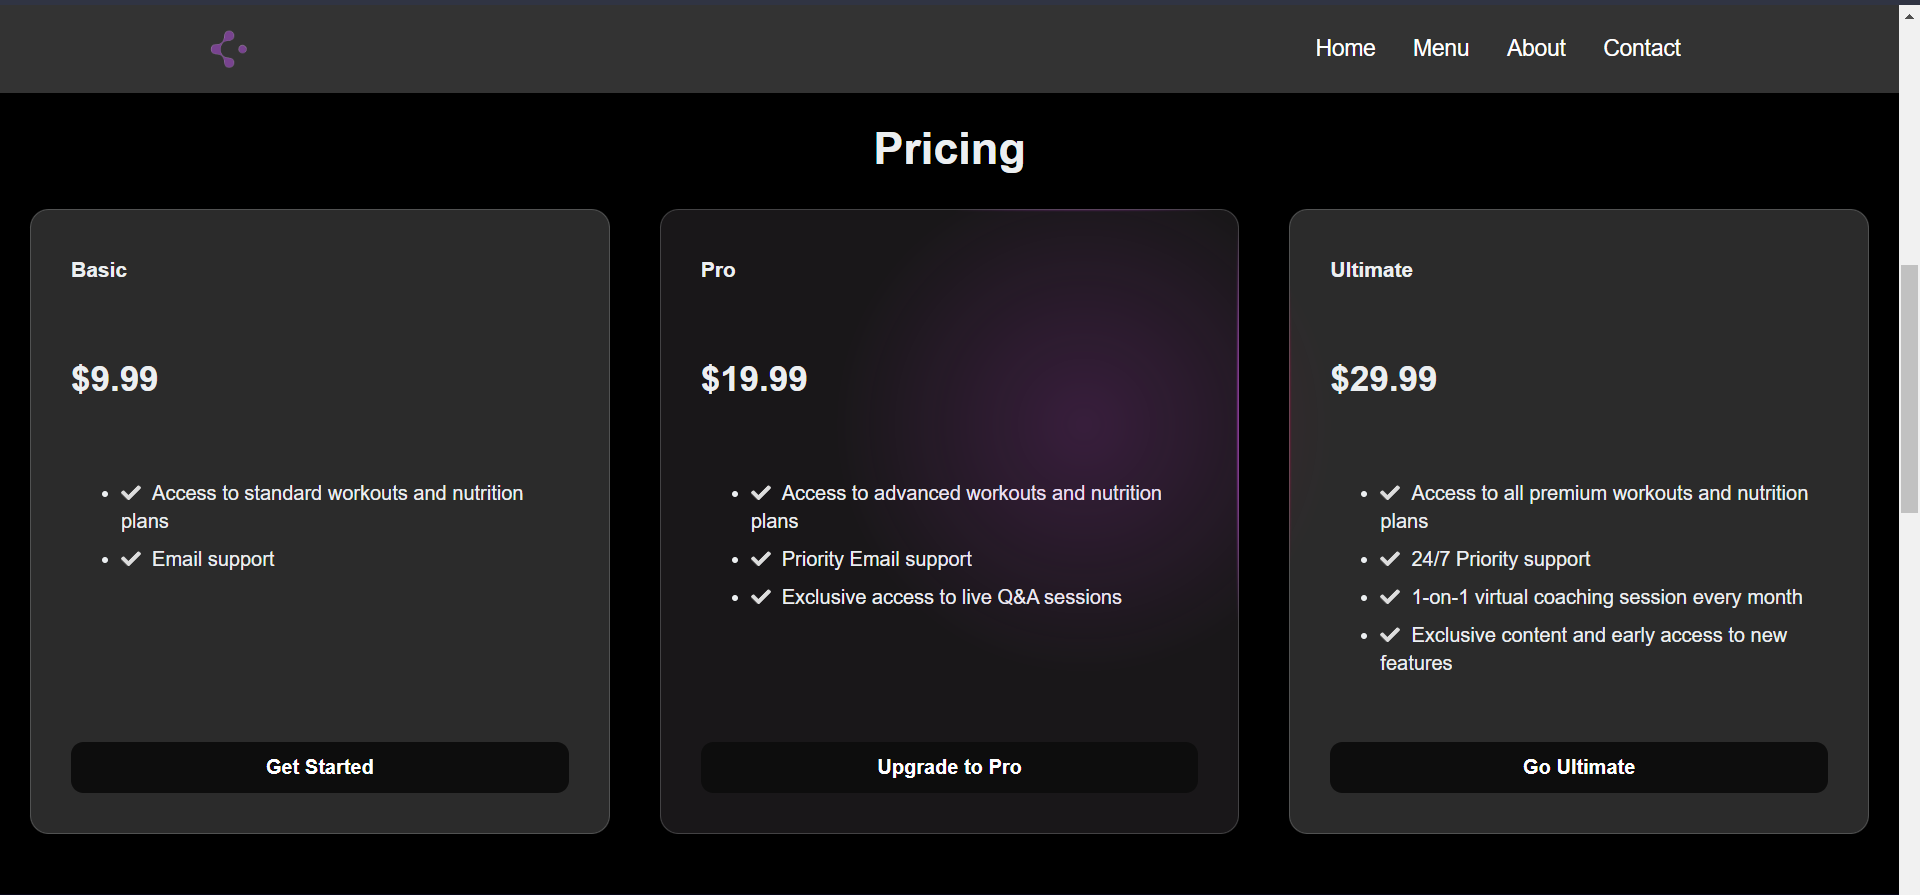 Home Menu About Contact
Pricing
Basic
$9.99
Access to standard workouts and nutrition
plans
Email support
Get Started
Pro
$19.99
Access to advanced workouts and nutrition
plans
Priority Email support
Exclusive access to live Q&A sessions
Upgrade to Pro
Ultimate
$29.99
Access to all premium workouts and nutrition
plans
24/7 Priority support
1-on-1 virtual coaching session every month
Exclusive content and early access to new
features
Go Ultimate